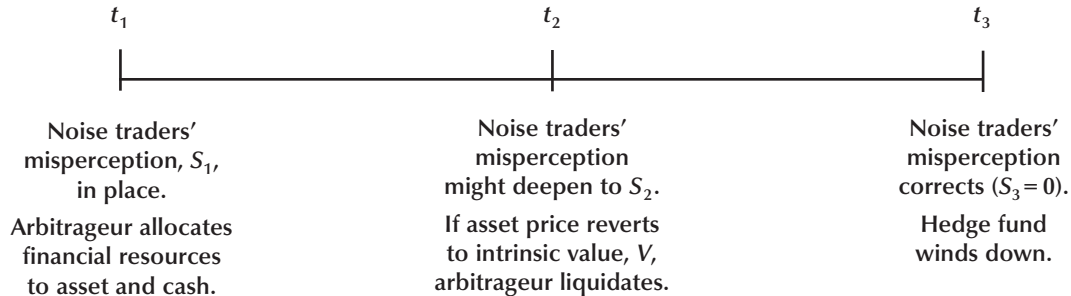 t₁
t₂
t₃
Noise traders’
misperception, S₁,
in place.
Arbitrageur allocates
financial resources
to asset and cash.
Noise traders’
misperception
might deepen to S₂.
If asset price reverts
to intrinsic value, V,
arbitrageur liquidates.
Noise traders’
misperception
corrects (S₃ = 0).
Hedge fund
winds down.